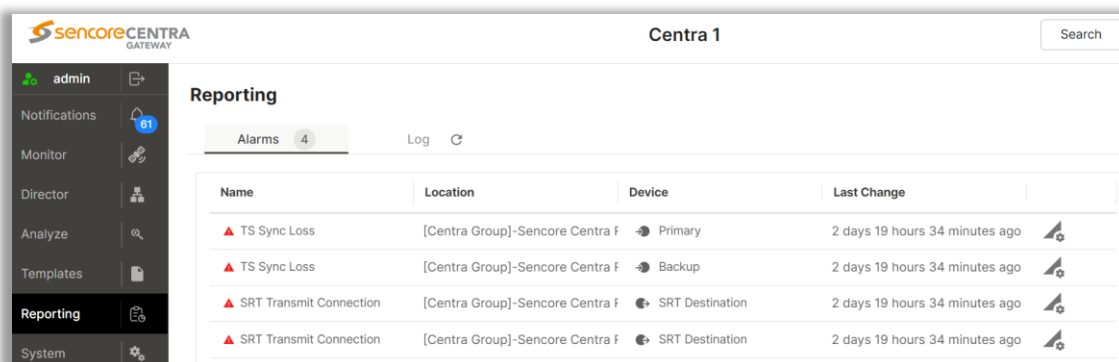 sencore CENTRA
GATEWAY
Centra 1
Search
admin
Notifications 61
Monitor
Director
Analyze
Templates
Reporting
System
Reporting
Alarms 4 Log
Name Location Device Last Change
TS Sync Loss [Centra Group]-Sencore Centra Primary 2 days 19 hours 34 minutes ago
TS Sync Loss [Centra Group]-Sencore Centra Backup 2 days 19 hours 34 minutes ago
SRT Transmit Connection [Centra Group]-Sencore Centra SRT Destination 2 days 19 hours 34 minutes ago
SRT Transmit Connection [Centra Group]-Sencore Centra SRT Destination 2 days 19 hours 34 minutes ago